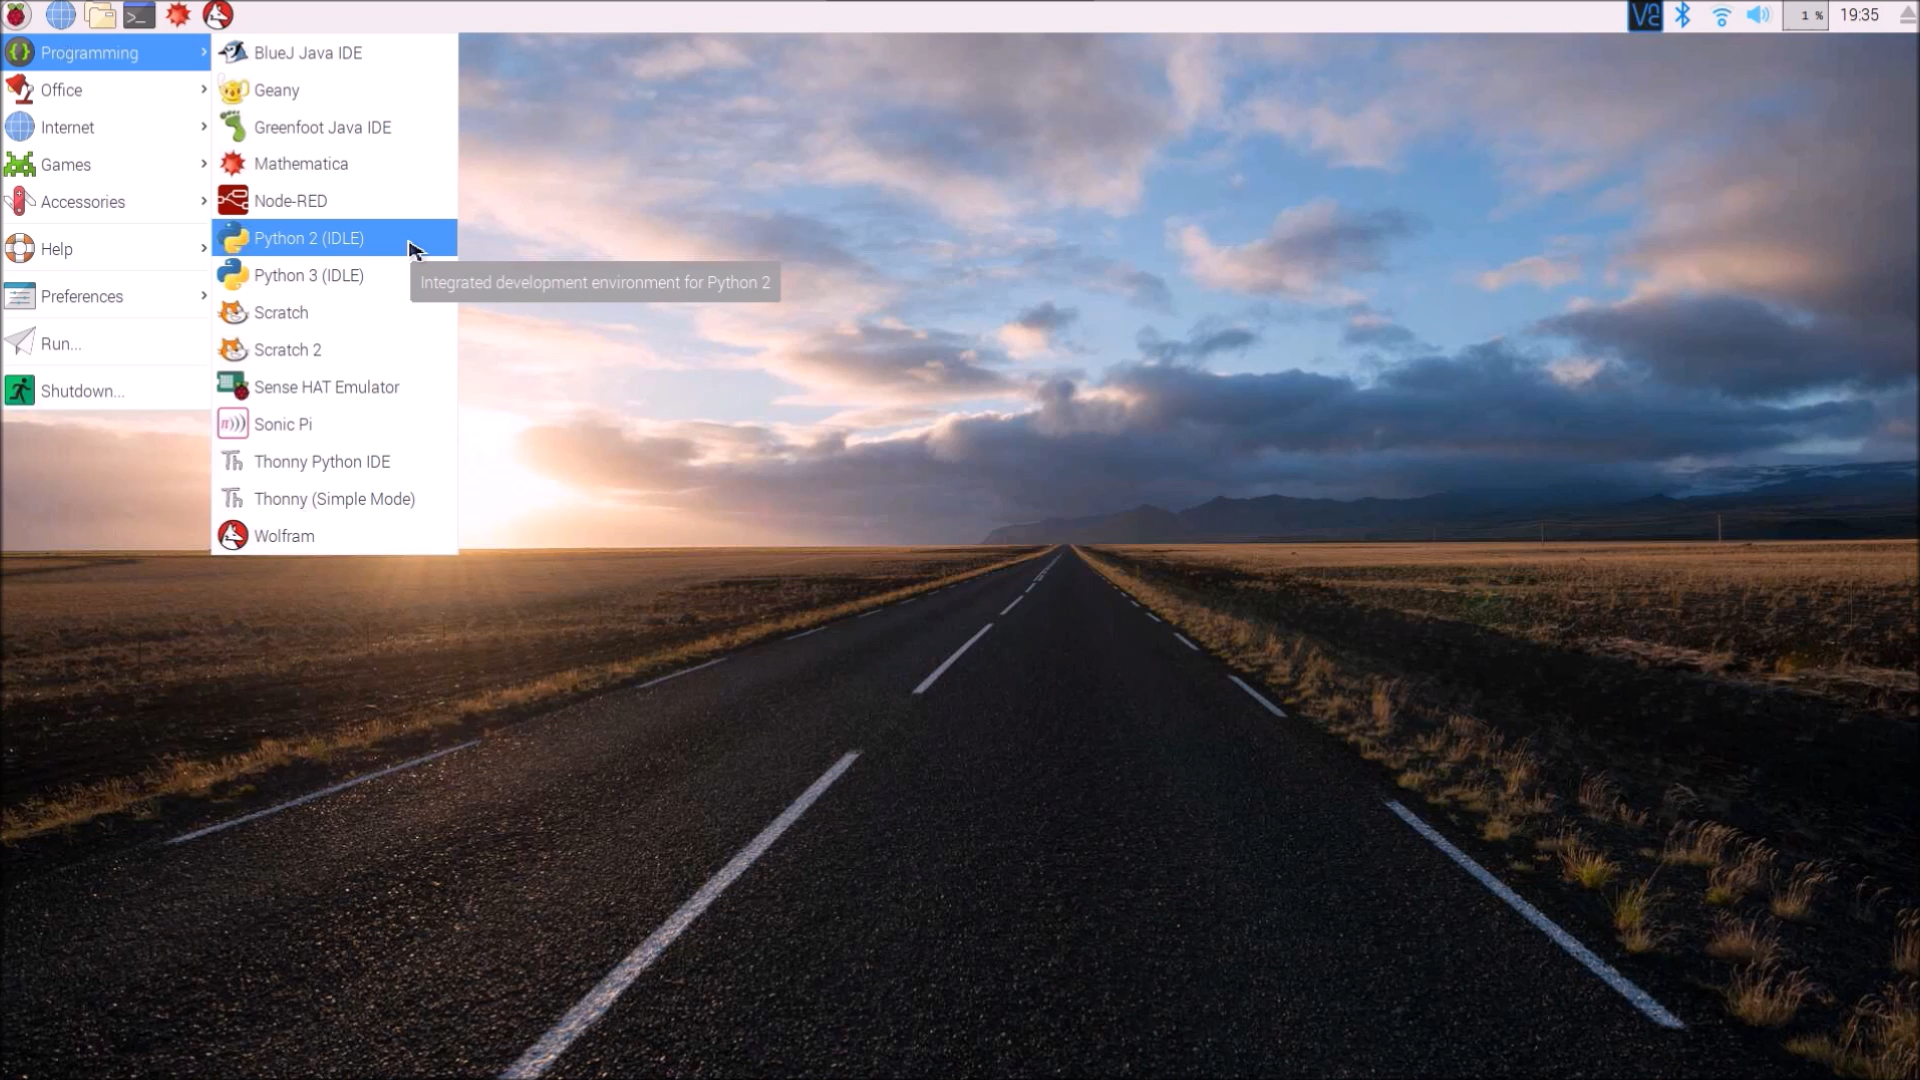 1 %
19:35
Programming
Office
Internet
Games
Accessories
Help
Preferences
Run...
Shutdown...
BlueJ Java IDE
Geany
Greenfoot Java IDE
Mathematica
Node-RED
Python 2 (IDLE)
Python 3 (IDLE)
Integrated development environment for Python 2
Scratch
Scratch 2
Sense HAT Emulator
Sonic Pi
Th Thonny Python IDE
Th Thonny (Simple Mode)
Wolfram